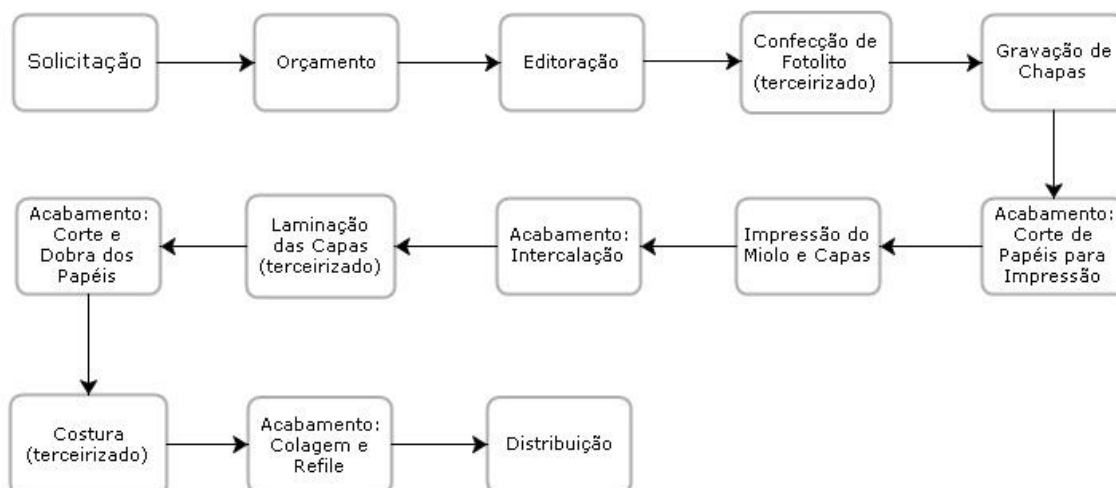 Solicitação
Orçamento
Editoração
Confecção de
Fotolito
(terceirizado)
Gravação de
Chapas
Acabamento:
Corte e
Dobra dos
Papéis
Laminação
das Capas
(terceirizado)
Acabamento:
Intercalação
Impressão do
Miolo e Capas
Acabamento:
Corte de
Papéis para
Impressão
Costura
(terceirizado)
Acabamento:
Colagem e
Refile
Distribuição